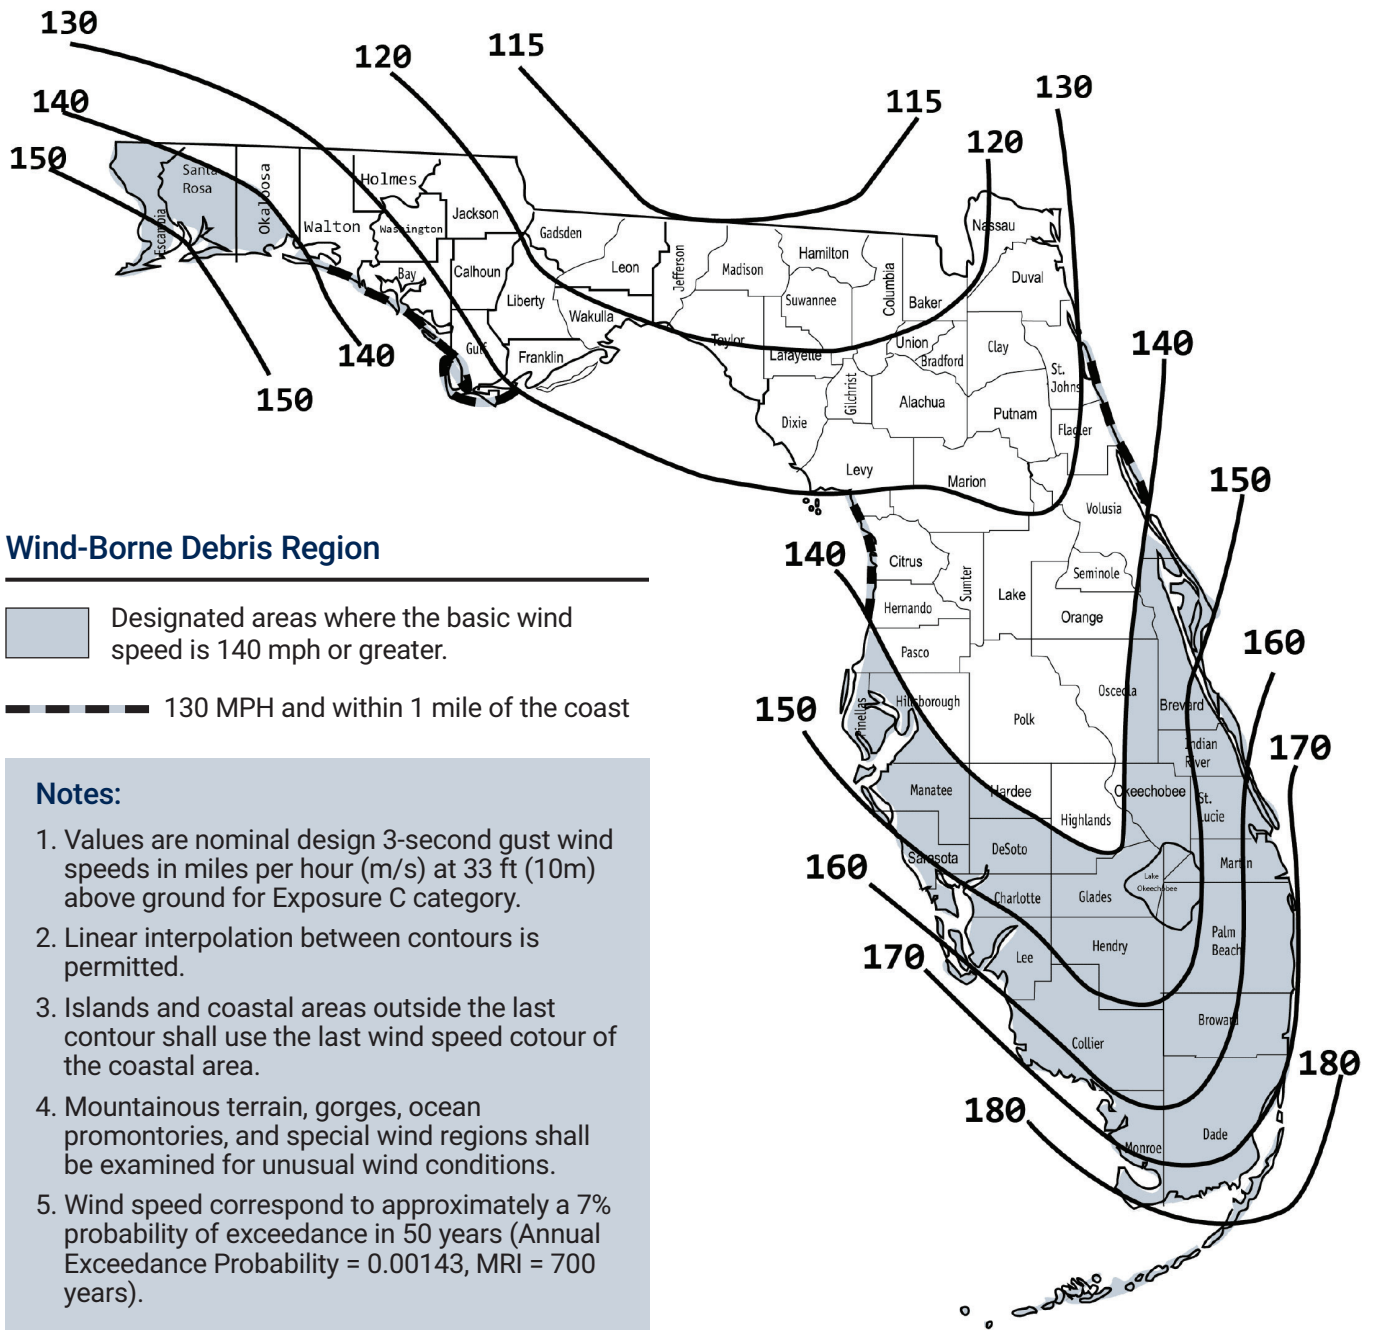 130
120
115
140
150
115
130
120
Santa
Rosa
Escambia
Okaloosa
Walton
Holmes
Washington
Jackson
Bay
Calhoun
Gulf
Liberty
Gadsden
Leon
Wakulla
Franklin
Jefferson
Madison
Taylor
Hamilton
Suwannee
Lafayette
Columbia
Baker
Union
Bradford
Nassau
Duval
Clay
St.
Johns
Gilchrist
Dixie
Alachua
Putnam
Flagler
Levy
Marion
Volusia
140
150
140
150
160
170
Citrus
Sumter
Lake
Seminole
Hernando
Orange
Pasco
Pinellas
Hillsborough
Polk
Osceola
Brevard
Indian
River
Manatee
Hardee
Highlands
Okeechobee
St.
Lucie
Sarasota
DeSoto
Martin
Charlotte
Glades
Lake
Okeechobee
Lee
Hendry
Palm
Beach
Collier
Broward
Monroe
Dade
140
150
160
170
180
180
Wind-Borne Debris Region
Designated areas where the basic wind
speed is 140 mph or greater.
130 MPH and within 1 mile of the coast
Notes:
1. Values are nominal design 3-second gust wind
speeds in miles per hour (m/s) at 33 ft (10m)
above ground for Exposure C category.
2. Linear interpolation between contours is
permitted.
3. Islands and coastal areas outside the last
contour shall use the last wind speed cotour of
the coastal area.
4. Mountainous terrain, gorges, ocean
promontories, and special wind regions shall
be examined for unusual wind conditions.
5. Wind speed correspond to approximately a 7%
probability of exceedance in 50 years (Annual
Exceedance Probability = 0.00143, MRI = 700
years).